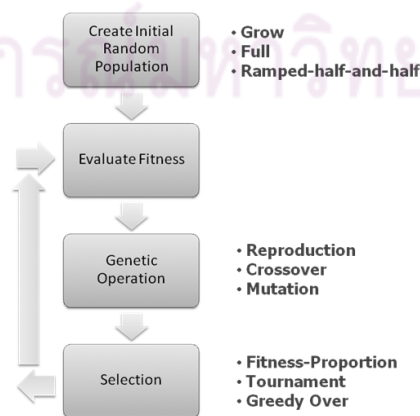 Create Initial
Random
Population
• Grow
• Full
• Ramped-half-and-half
Evaluate Fitness
Genetic
Operation
• Reproduction
• Crossover
• Mutation
Selection
• Fitness-Proportion
• Tournament
• Greedy Over